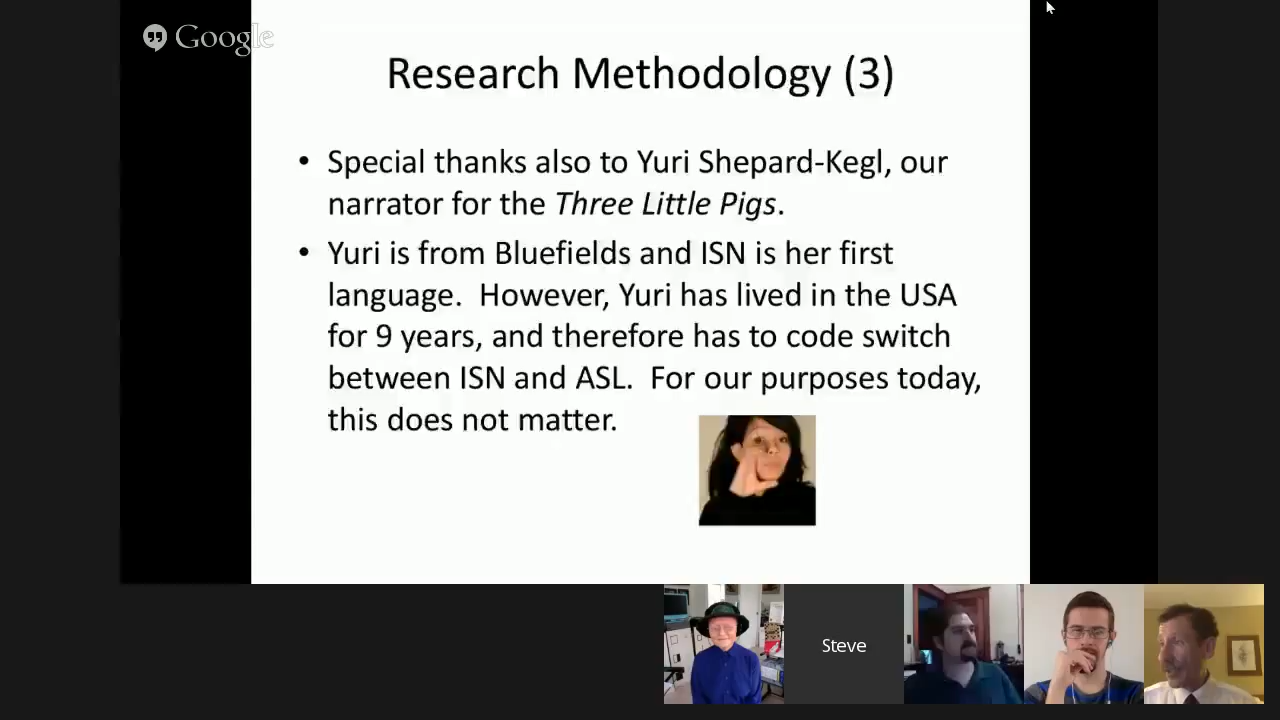 Google
Research Methodology (3)
• Special thanks also to Yuri Shepard-Kegl, our
narrator for the Three Little Pigs.
• Yuri is from Bluefields and ISN is her first
language.  However, Yuri has lived in the USA
for 9 years, and therefore has to code switch
between ISN and ASL.  For our purposes today,
this does not matter.
Steve